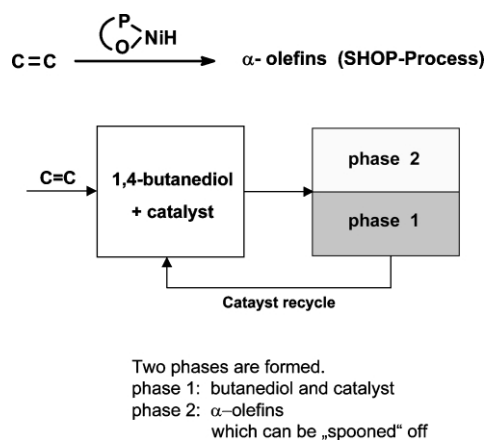 P
O
NiH
C=C
α- olefins (SHOP-Process)
C=C
1,4-butanediol
+ catalyst
phase 2
phase 1
Catayst recycle
Two phases are formed.
phase 1: butanediol and catalyst
phase 2: α–olefins
which can be „spooned“ off